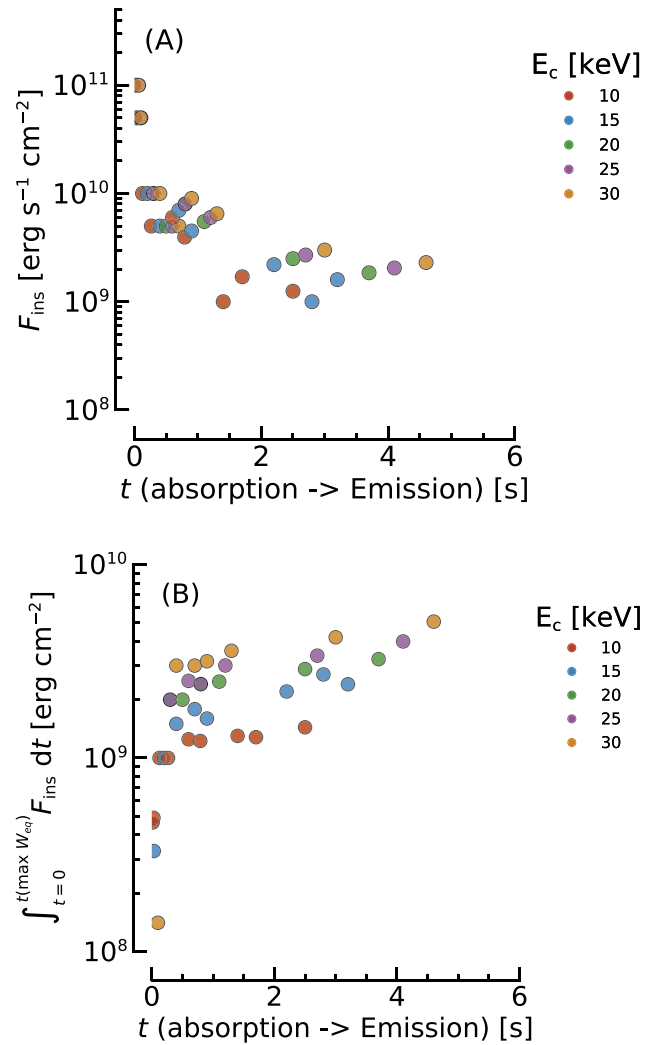 (A)
E_c [keV]
10
15
20
25
30
10^11
10^10
10^9
10^8
F_ins [erg s^−1 cm^−2]
0 2 4 6
t (absorption -> Emission) [s]
(B)
E_c [keV]
10
15
20
25
30
10^10
10^9
10^8
∫_{t=0}^{t(max W_eq)} F_ins dt [erg cm^−2]
0 2 4 6
t (absorption -> Emission) [s]